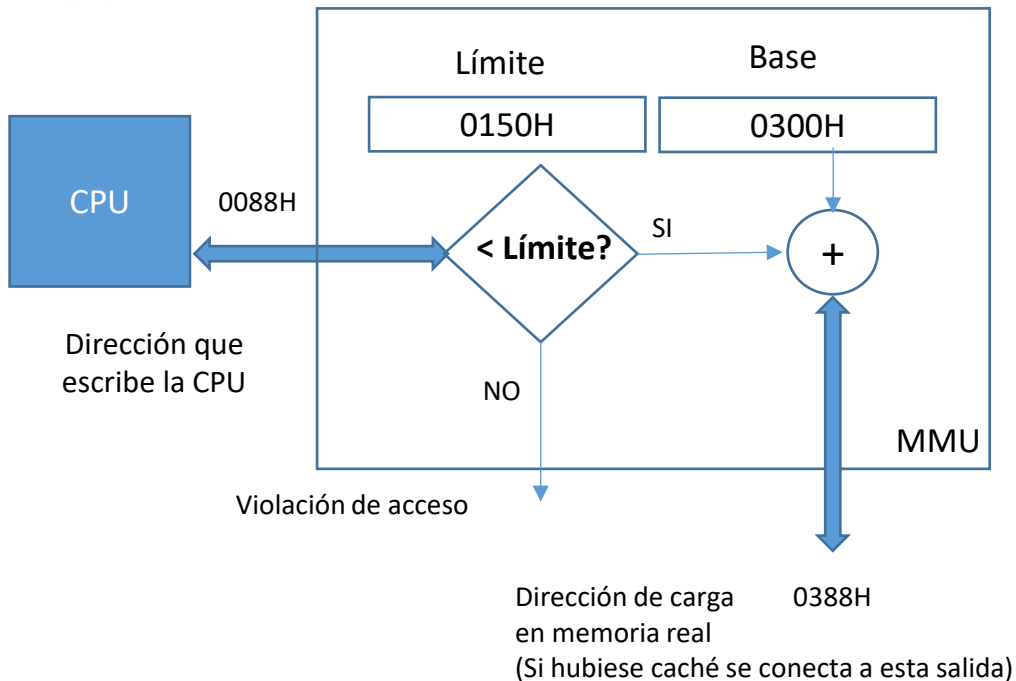 Límite
Base
0150H
0300H
CPU
0088H
< Límite?
SI
+
Dirección que
escribe la CPU
NO
MMU
Violación de acceso
Dirección de carga 0388H
en memoria real
(Si hubiese caché se conecta a esta salida)